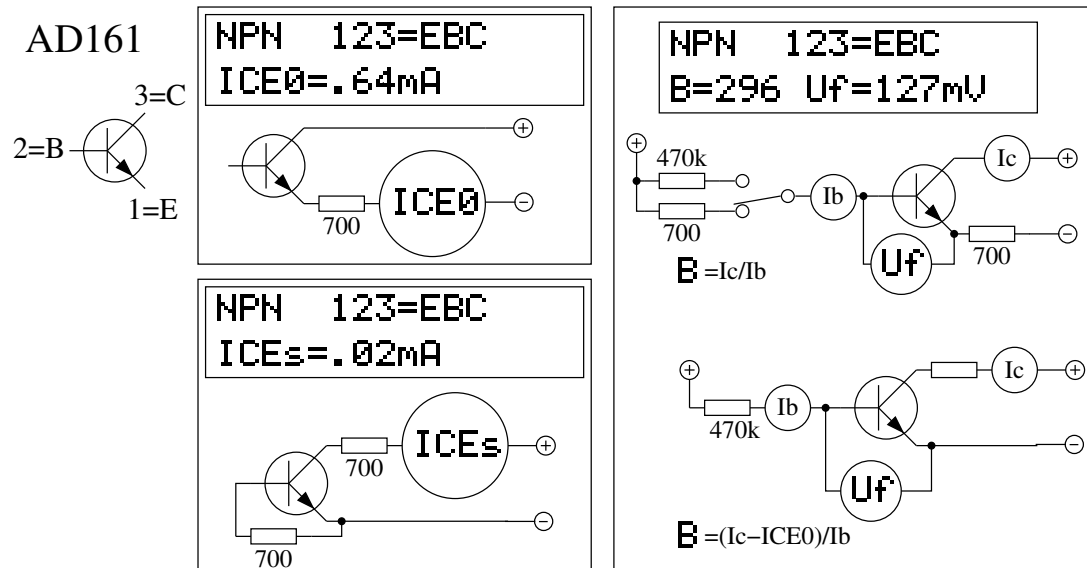 AD161
3=C
2=B
1=E
NPN 123=EBC
ICE0=.64mA
+
ICE0
−
700
NPN 123=EBC
ICEs=.02mA
ICEs
+
700
−
700
NPN 123=EBC
B=296 Uf=127mV
+
470k
Ic
+
Ib
700
−
Uf
700
B =Ic/Ib
+
Ic
+
Ib
470k
−
Uf
B =(Ic−ICE0)/Ib